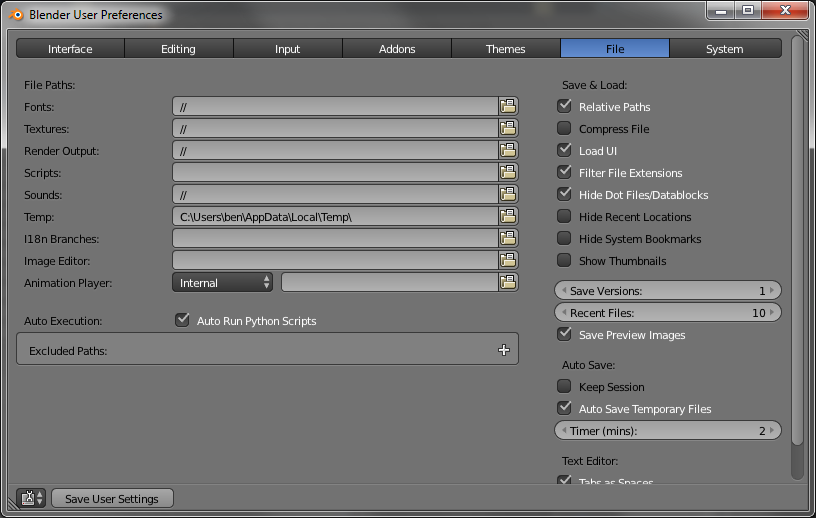 Blender User Preferences
Interface Editing Input Addons Themes File System
File Paths:
Fonts: //
Textures: //
Render Output: //
Scripts:
Sounds: //
Temp: C:\Users\ben\AppData\Local\Temp\
I18n Branches:
Image Editor:
Animation Player: Internal
Auto Execution: Auto Run Python Scripts
Excluded Paths:
Save & Load:
Relative Paths
Compress File
Load UI
Filter File Extensions
Hide Dot Files/Datablocks
Hide Recent Locations
Hide System Bookmarks
Show Thumbnails
Save Versions: 1
Recent Files: 10
Save Preview Images
Auto Save:
Keep Session
Auto Save Temporary Files
Timer (mins): 2
Text Editor:
Tabs as Spaces
Save User Settings